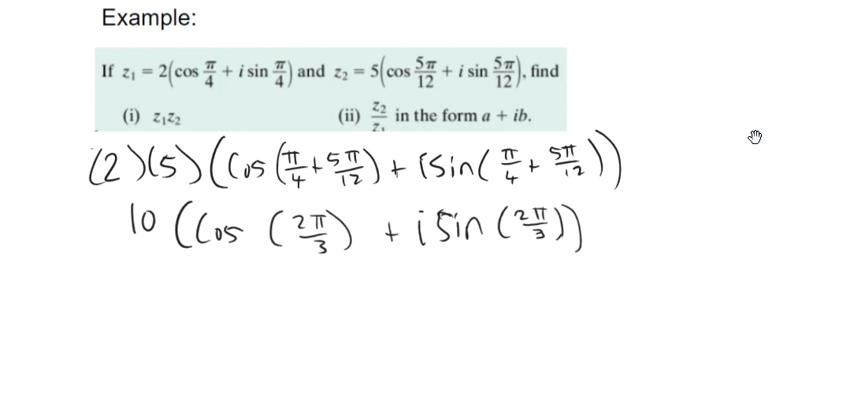 Example:
If z₁ = 2(cos π/4 + i sin π/4) and z₂ = 5(cos 5π/12 + i sin 5π/12), find
(i) z₁z₂ (ii) z₂/z₁ in the form a + ib.
(2)(5)(Cos(π/4 + 5π/12) + iSin(π/4 + 5π/12))
10 (Cos (2π/3) + i Sin (2π/3))